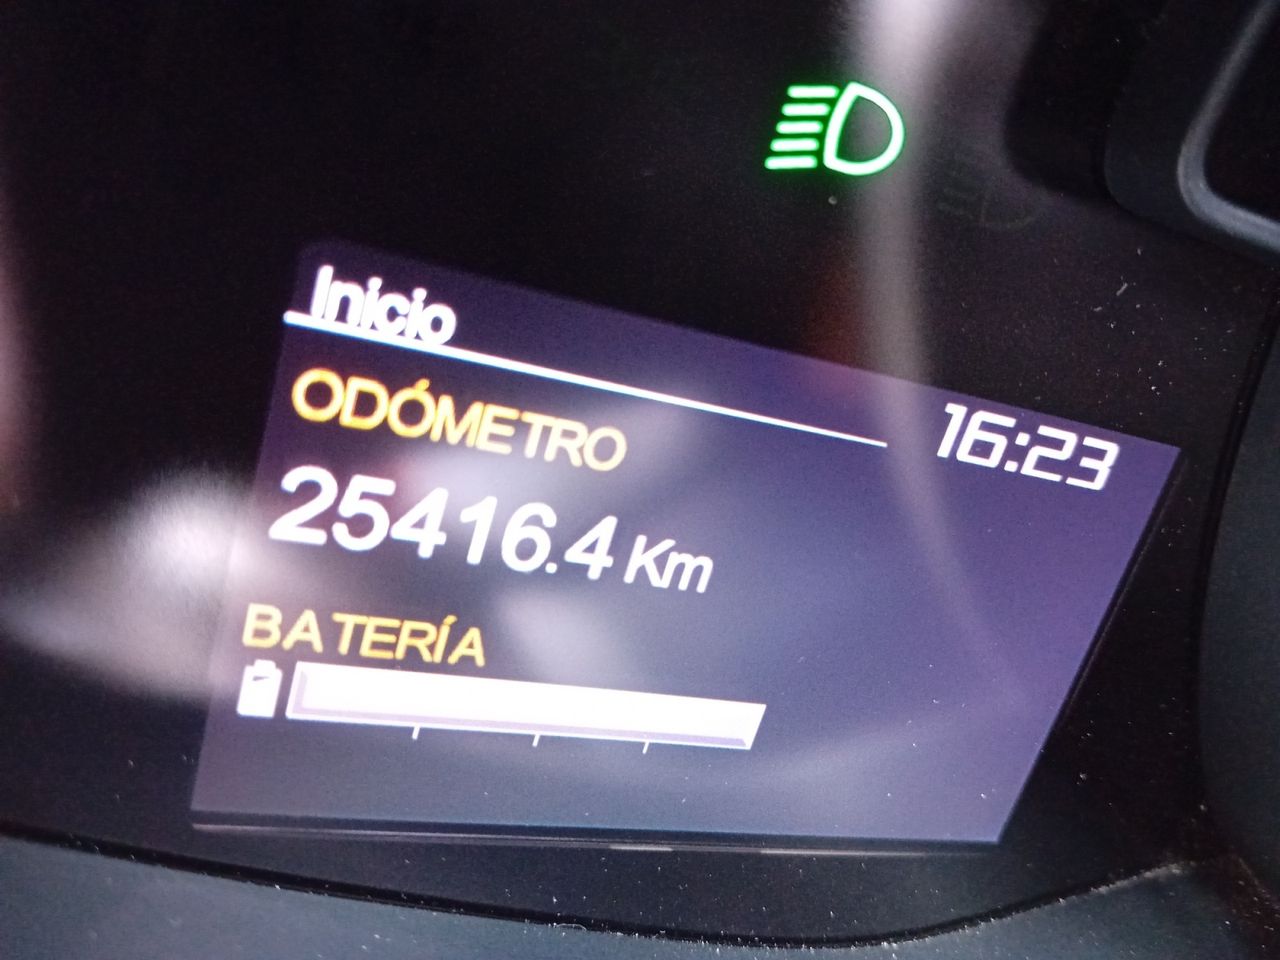 Inicio
16:23
ODÓMETRO
25416.4 Km
BATERÍA